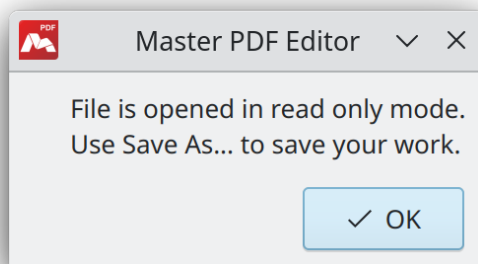 PDF
Master PDF Editor
File is opened in read only mode.
Use Save As... to save your work.
OK